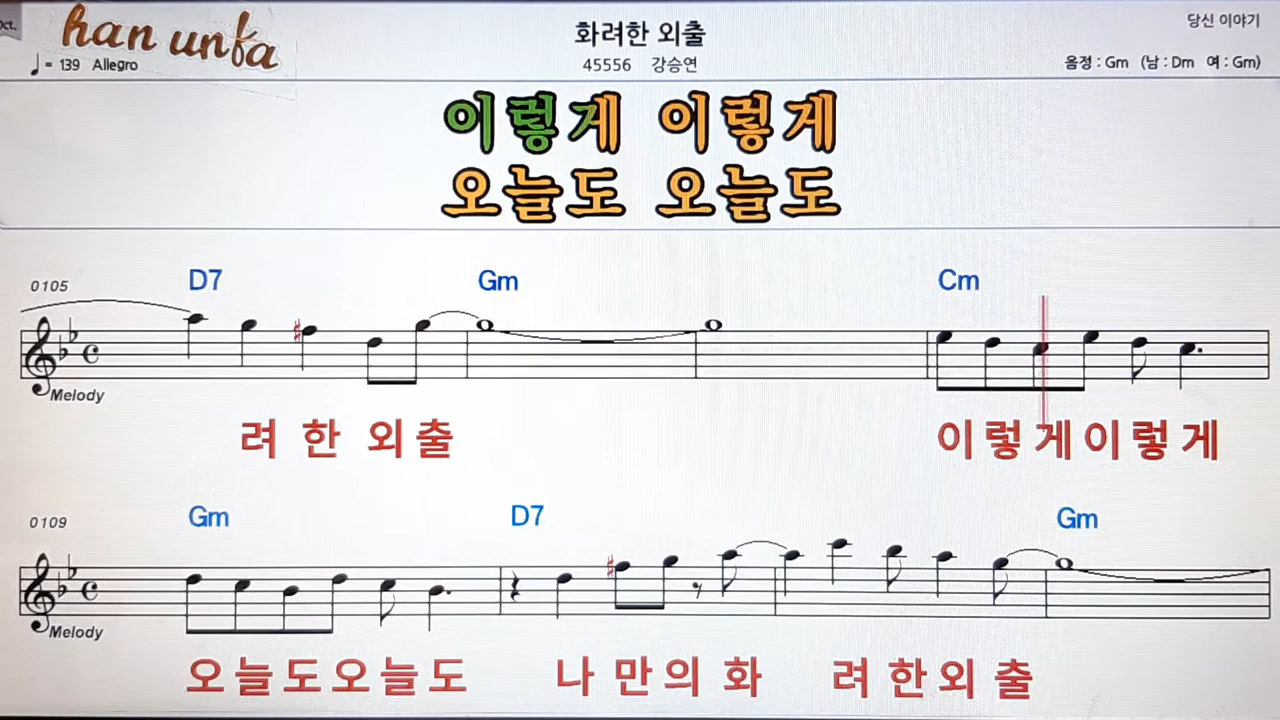 Oct.
han unfa
♩= 139 Allegro
화려한 외출
45556 강승연
당신 이야기
음정 : Gm (남 : Dm 여 : Gm)
이렇게 이렇게
오늘도 오늘도
0105 D7 Gm Cm
Melody
려 한 외 출 이 렇 게 이 렇 게
0109 Gm D7 Gm
Melody
오 늘 도 오 늘 도 나 만 의 화 려 한 외 출